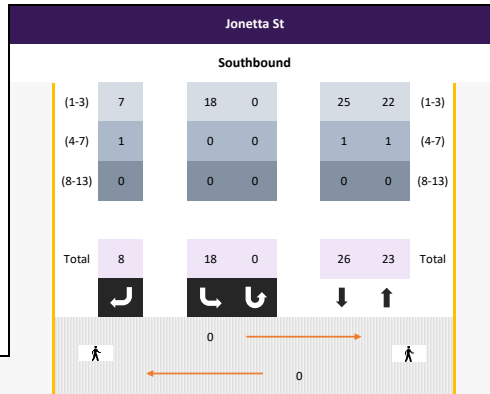 Jonetta St
Southbound
(1-3) 7 18 0 25 22 (1-3)
(4-7) 1 0 0 1 1 (4-7)
(8-13) 0 0 0 0 0 (8-13)
Total 8 18 0 26 23 Total
0
0